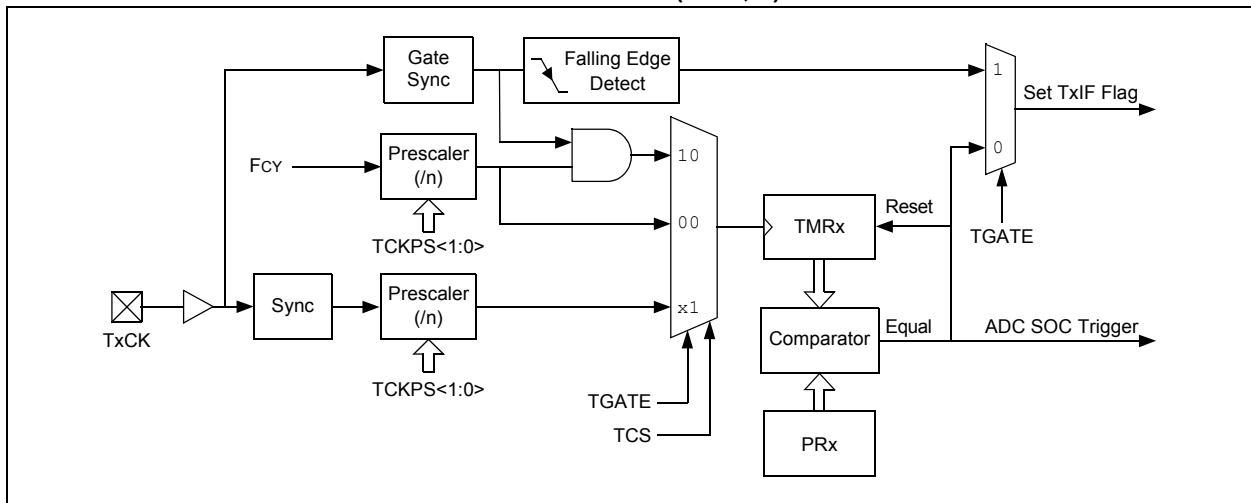 Gate
Sync
Falling Edge
Detect
1
Set TxIF Flag
0
TGATE
FCY
Prescaler
(/n)
TCKPS<1:0>
10
00
x1
TMRx
Reset
TxCK
Sync
Prescaler
(/n)
TCKPS<1:0>
Comparator
Equal
ADC SOC Trigger
TGATE
TCS
PRx